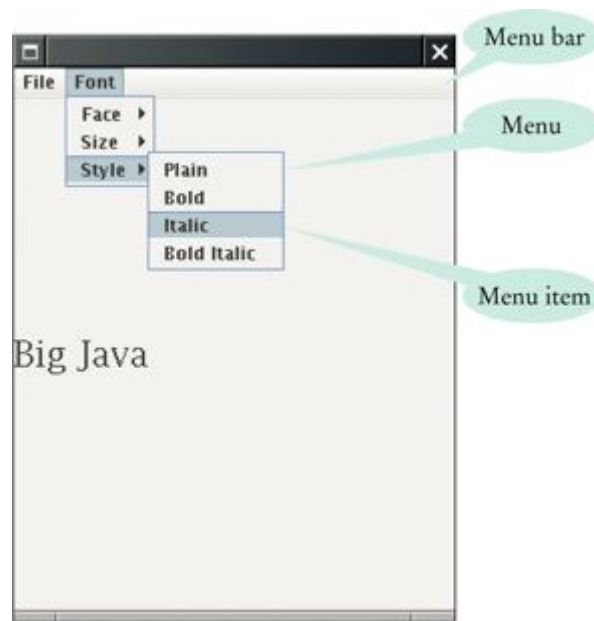 Menu bar
File Font
Menu
Face
Size
Style
Plain
Bold
Italic
Bold Italic
Menu item
Big Java